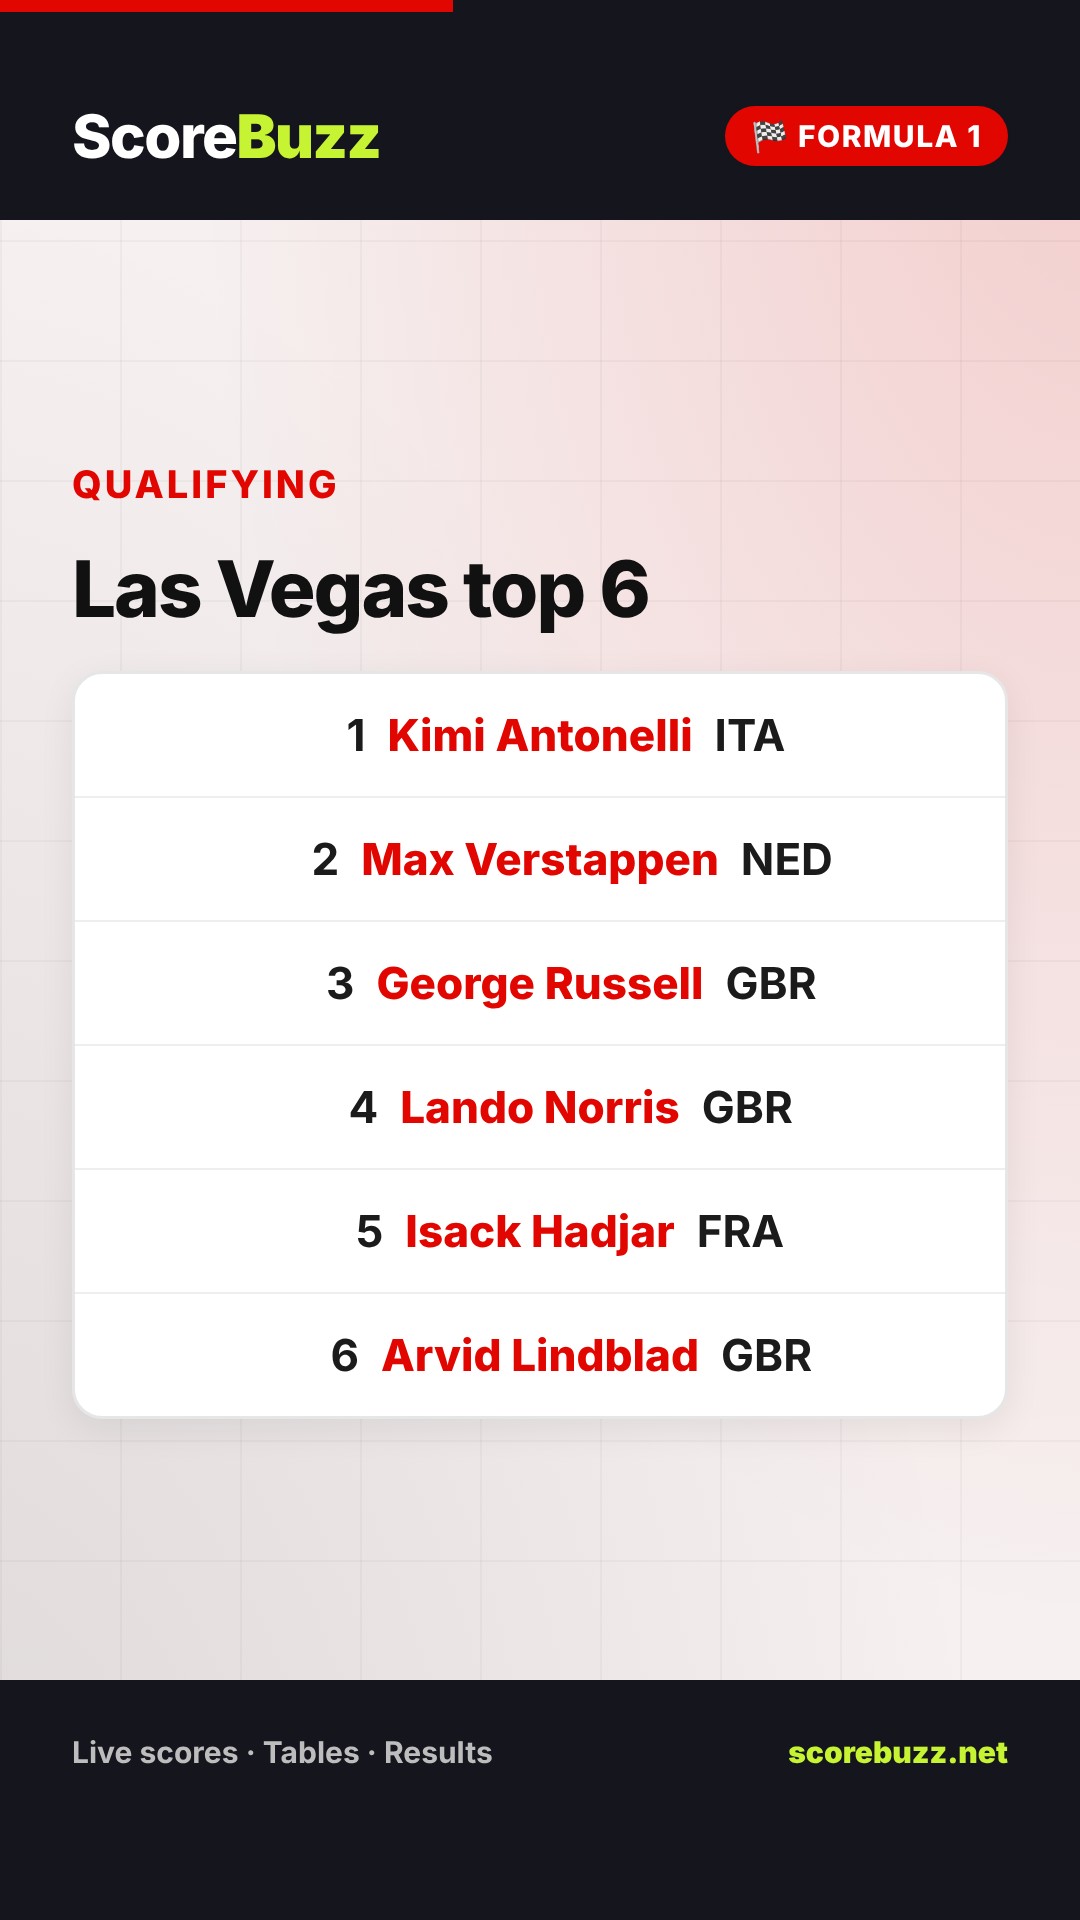 ScoreBuzz
🏁 FORMULA 1
QUALIFYING
Las Vegas top 6
1 Kimi Antonelli ITA
2 Max Verstappen NED
3 George Russell GBR
4 Lando Norris GBR
5 Isack Hadjar FRA
6 Arvid Lindblad GBR
Live scores · Tables · Results
scorebuzz.net